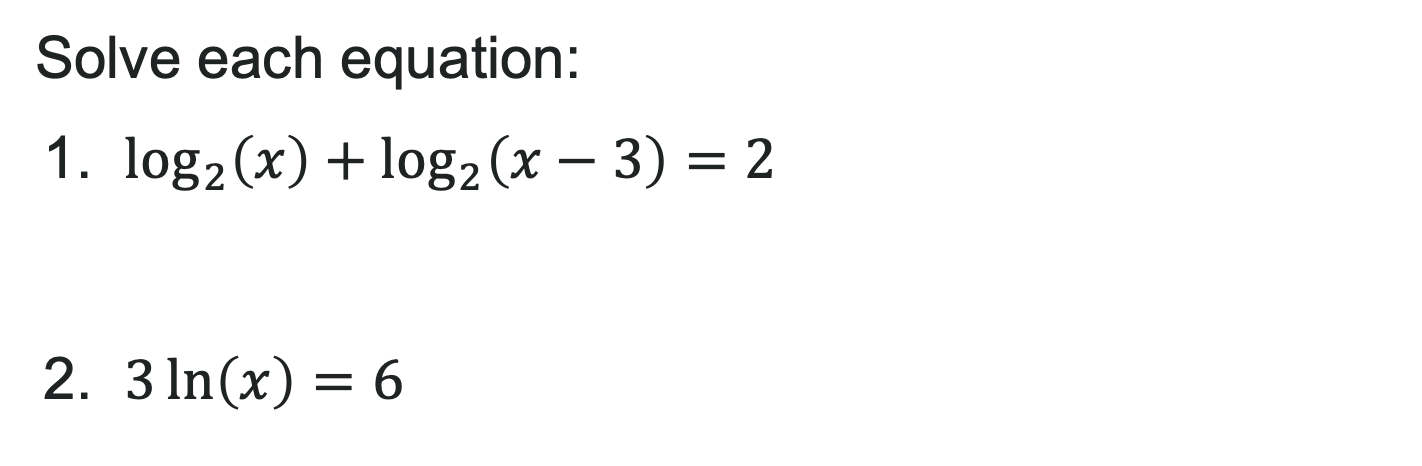 Solve each equation:
1. log₂(x) + log₂(x − 3) = 2
2. 3 ln(x) = 6